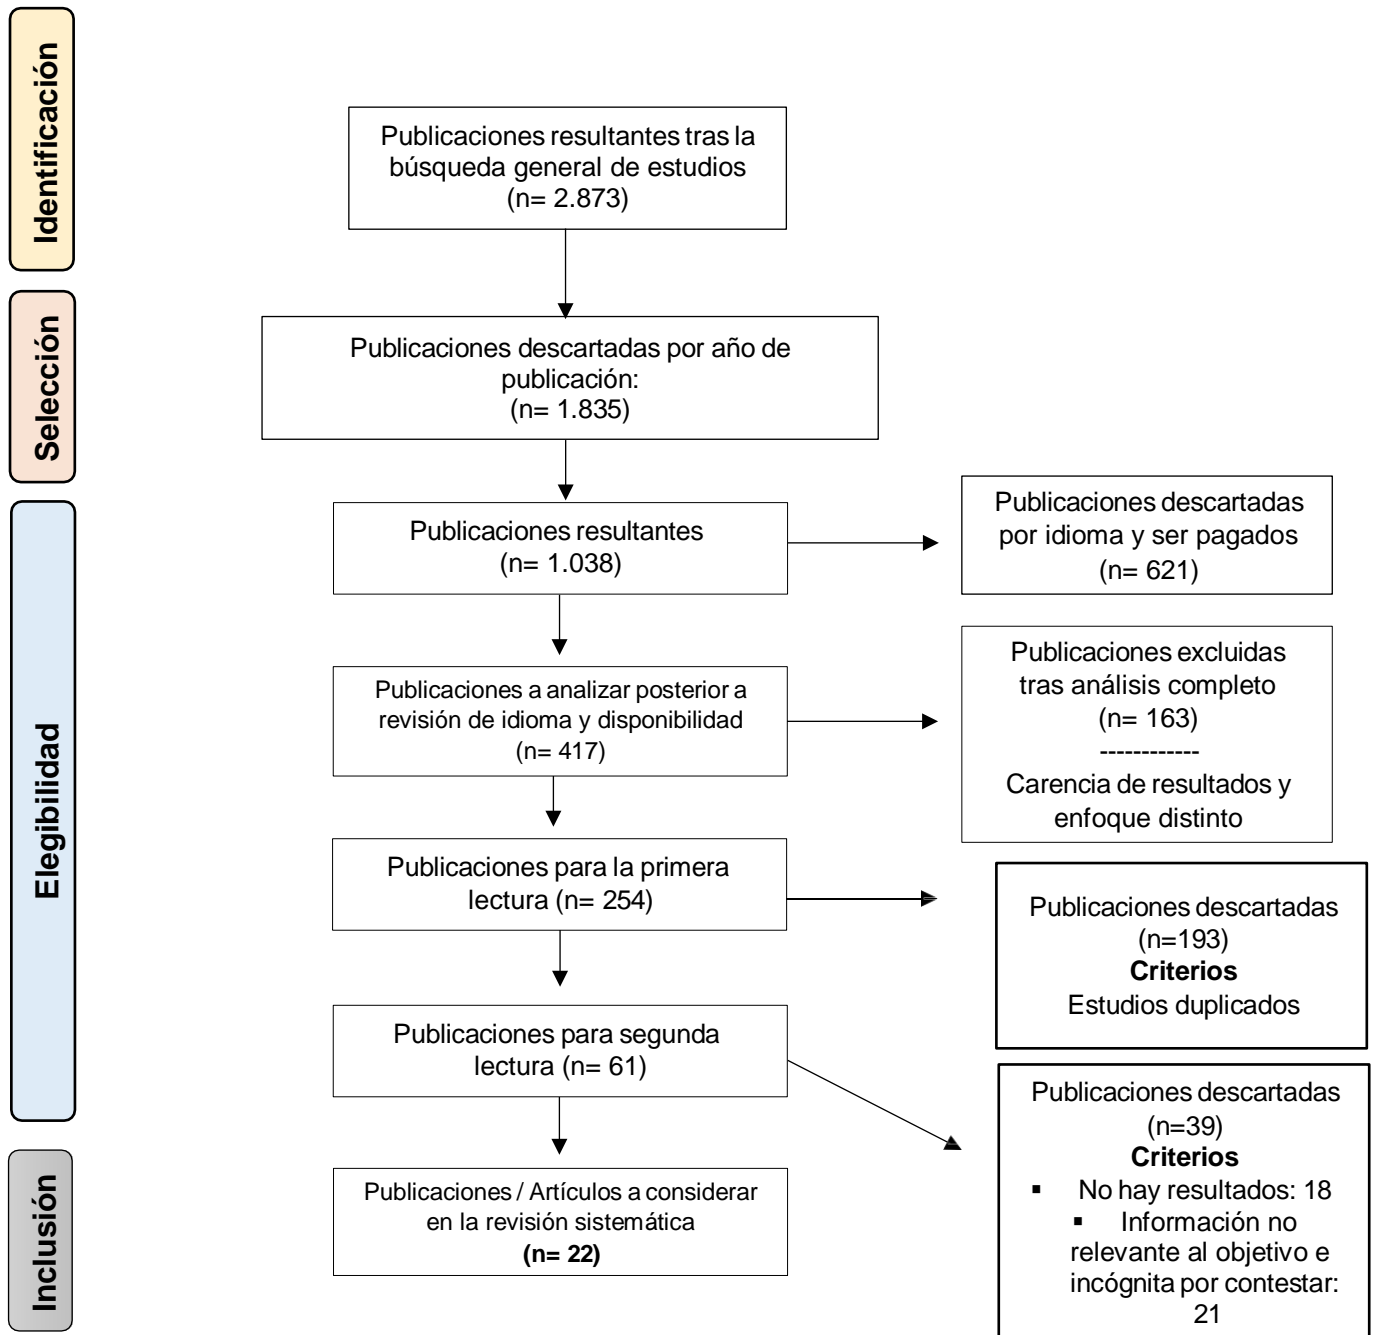 Identificación
Publicaciones resultantes tras la
búsqueda general de estudios
(n= 2.873)
Selección
Publicaciones descartadas por año de
publicación:
(n= 1.835)
Elegibilidad
Publicaciones resultantes
(n= 1.038)
Publicaciones descartadas
por idioma y ser pagados
(n= 621)
Publicaciones a analizar posterior a
revisión de idioma y disponibilidad
(n= 417)
Publicaciones excluidas
tras análisis completo
(n= 163)
------------
Carencia de resultados y
enfoque distinto
Publicaciones para la primera
lectura (n= 254)
Publicaciones descartadas
(n=193)
Criterios
Estudios duplicados
Publicaciones para segunda
lectura (n= 61)
Publicaciones descartadas
(n=39)
Criterios
▪ No hay resultados: 18
▪ Información no
relevante al objetivo e
incógnita por contestar:
21
Inclusión
Publicaciones / Artículos a considerar
en la revisión sistemática
(n= 22)